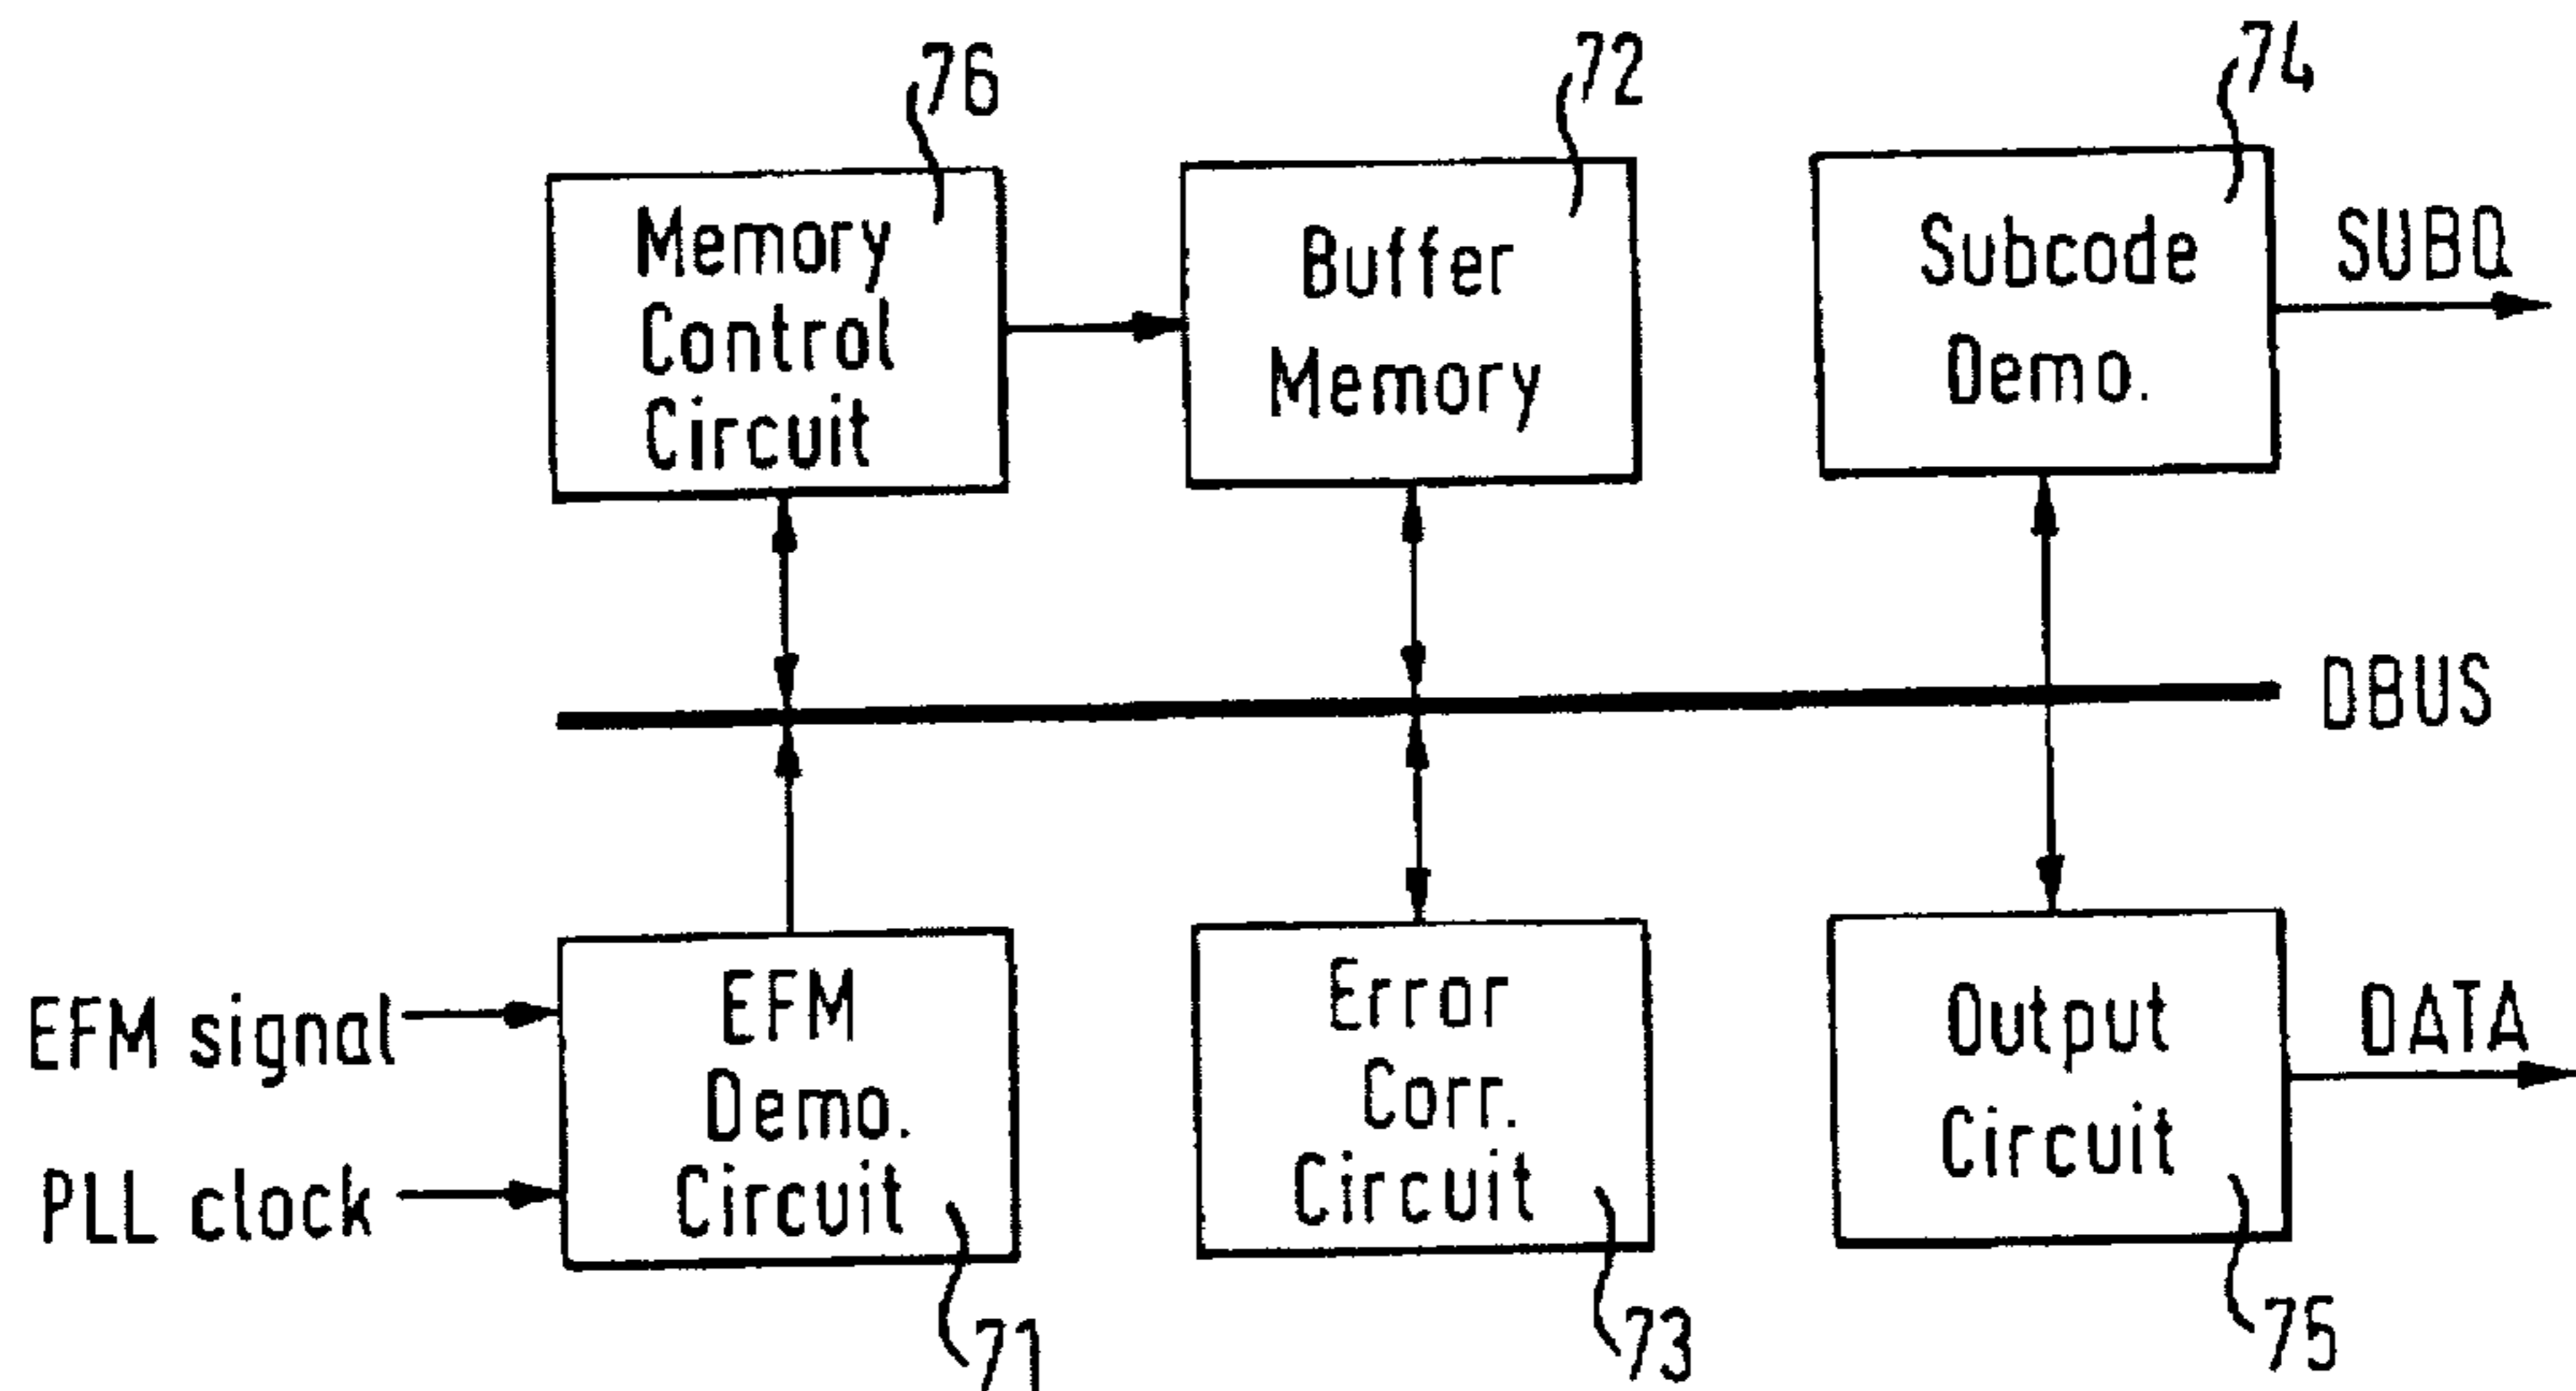 76
72
74
Memory
Control
Circuit
Buffer
Memory
Subcode
Demo.
SUBQ
DBUS
EFM signal
PLL clock
EFM
Demo.
Circuit
Error
Corr.
Circuit
Output
Circuit
DATA
71
73
75